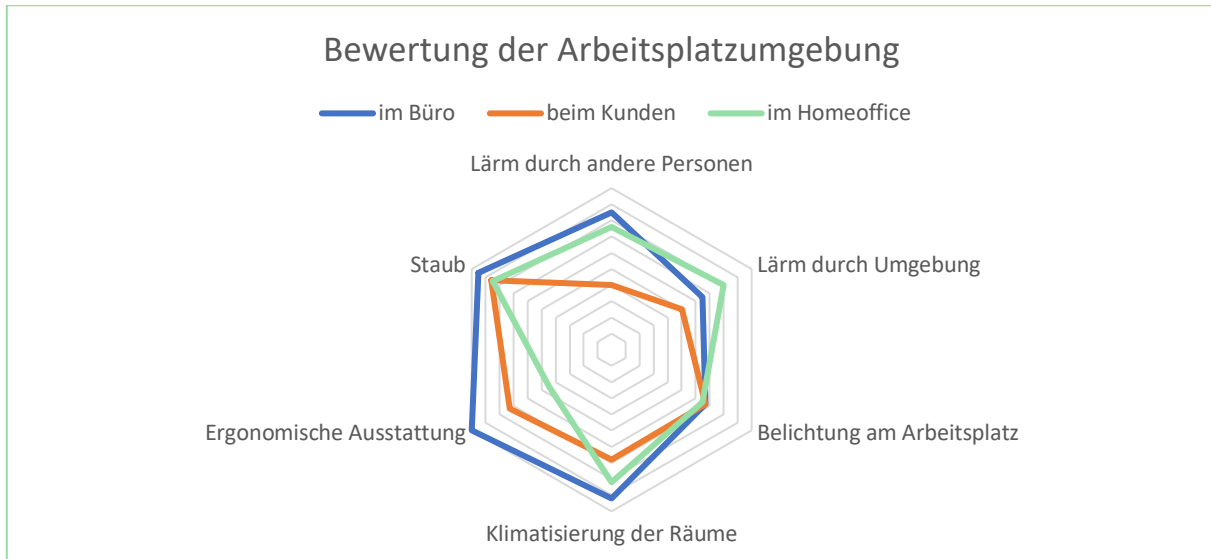 Bewertung der Arbeitsplatzumgebung
im Büro beim Kunden im Homeoffice
Lärm durch andere Personen
Staub Lärm durch Umgebung
Ergonomische Ausstattung Belichtung am Arbeitsplatz
Klimatisierung der Räume